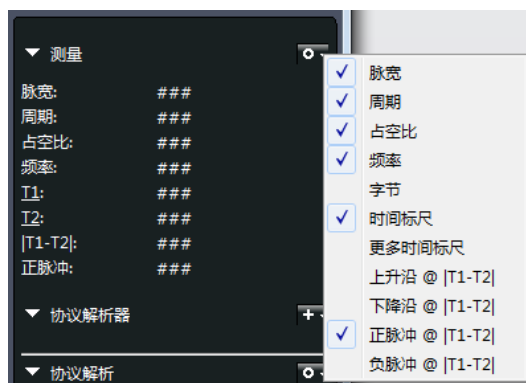 测量
脉宽: ###
周期: ###
占空比: ###
频率: ###
T1: ###
T2: ###
|T1-T2|: ###
正脉冲: ###
协议解析器
协议解析
脉宽
周期
占空比
频率
字节
时间标尺
更多时间标尺
上升沿 @ |T1-T2|
下降沿 @ |T1-T2|
正脉冲 @ |T1-T2|
负脉冲 @ |T1-T2|